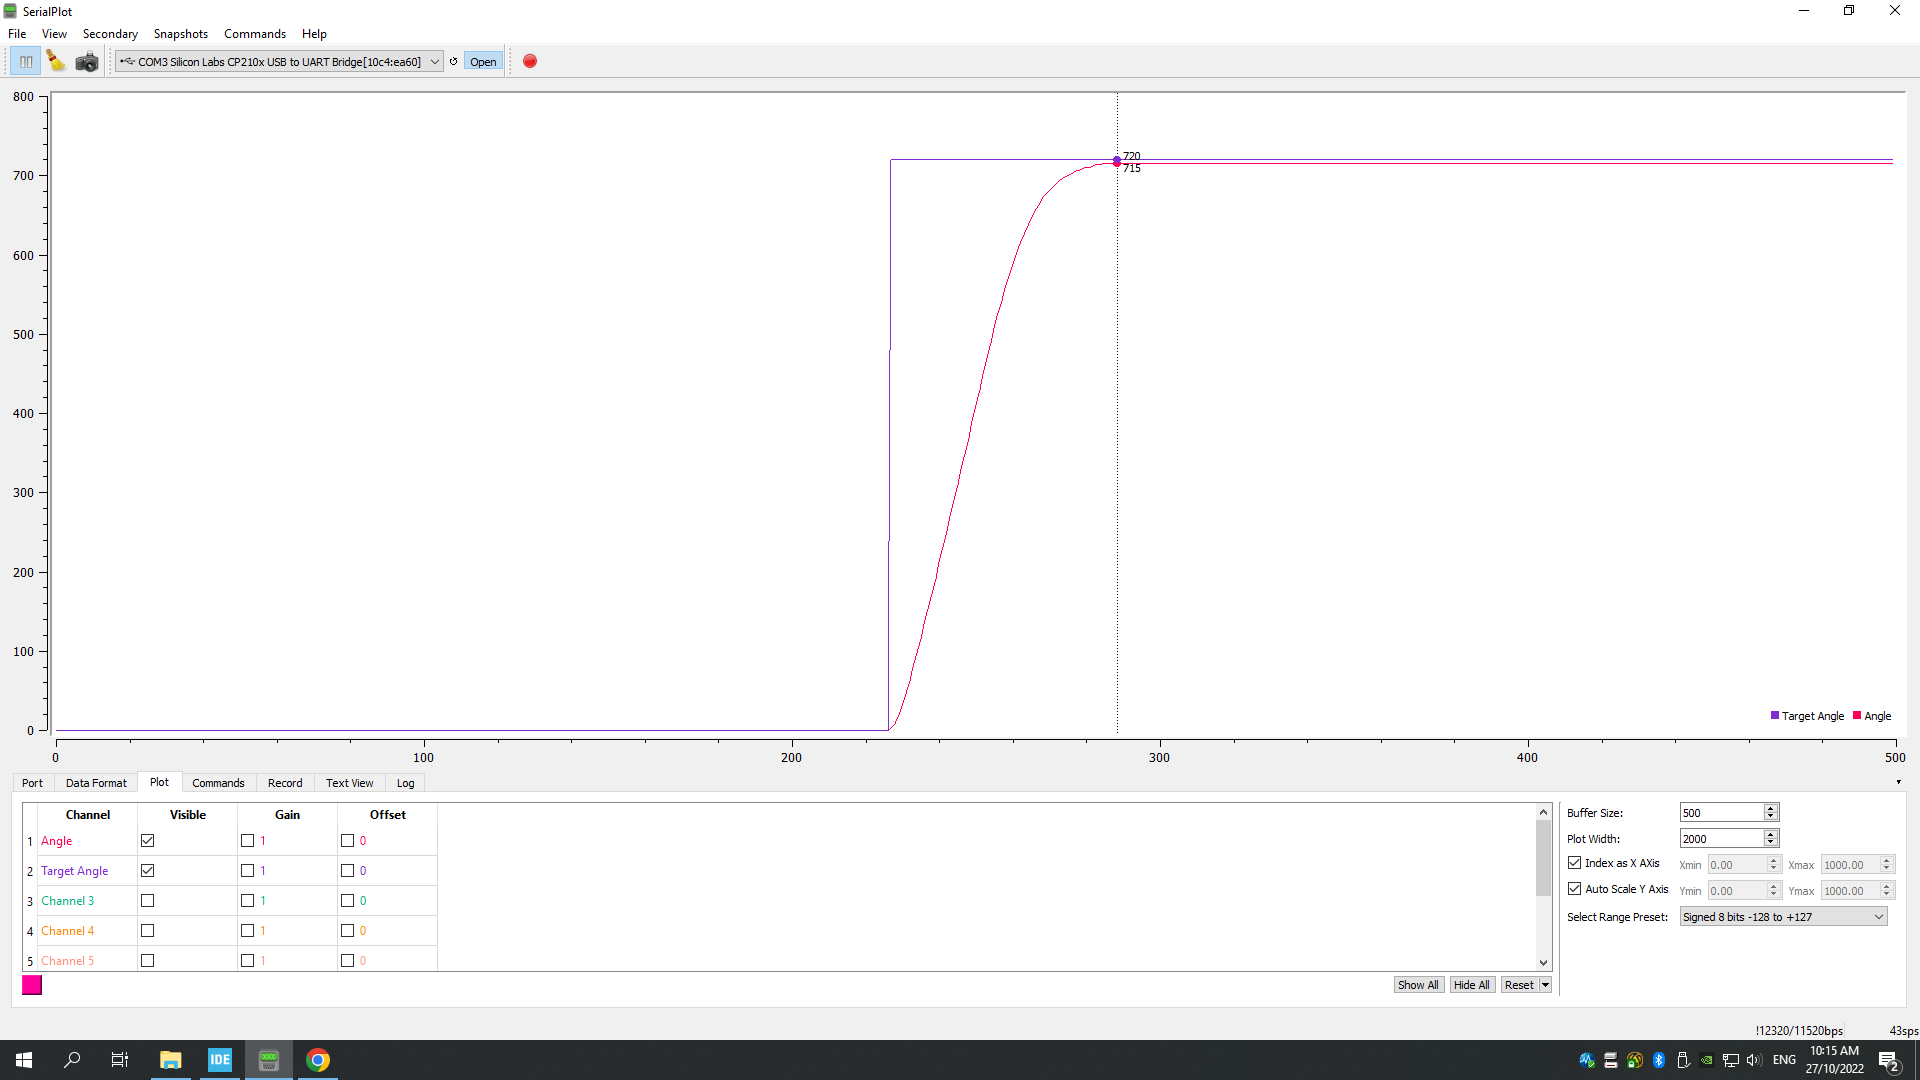 SerialPlot
File View Secondary Snapshots Commands Help
COM3 Silicon Labs CP210x USB to UART Bridge[10c4:ea60] Open
800
700
600
500
400
300
200
100
0
720
715
Target Angle Angle
0 100 200 300 400 500
Port Data Format Plot Commands Record Text View Log
Channel Visible Gain Offset
1 Angle 1 0
2 Target Angle 1 0
3 Channel 3 1 0
4 Channel 4 1 0
5 Channel 5 1 0
Show All Hide All Reset
Buffer Size: 500
Plot Width: 2000
Index as X AXis Xmin 0.00 Xmax 1000.00
Auto Scale Y Axis Ymin 0.00 Ymax 1000.00
Select Range Preset: Signed 8 bits -128 to +127
!12320/11520bps 43sps
IDE
ENG
10:15 AM
27/10/2022
2